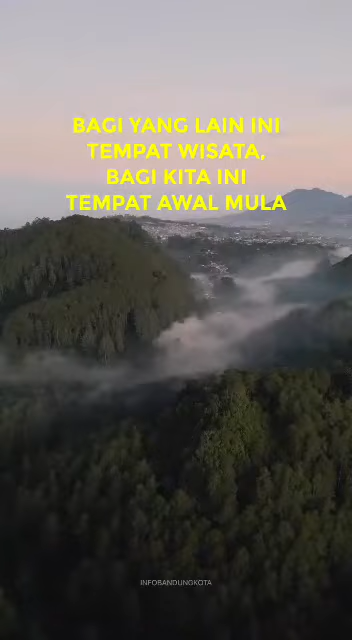 BAGI YANG LAIN INI
TEMPAT WISATA,
BAGI KITA INI
TEMPAT AWAL MULA
INFOBANDUNGKOTA